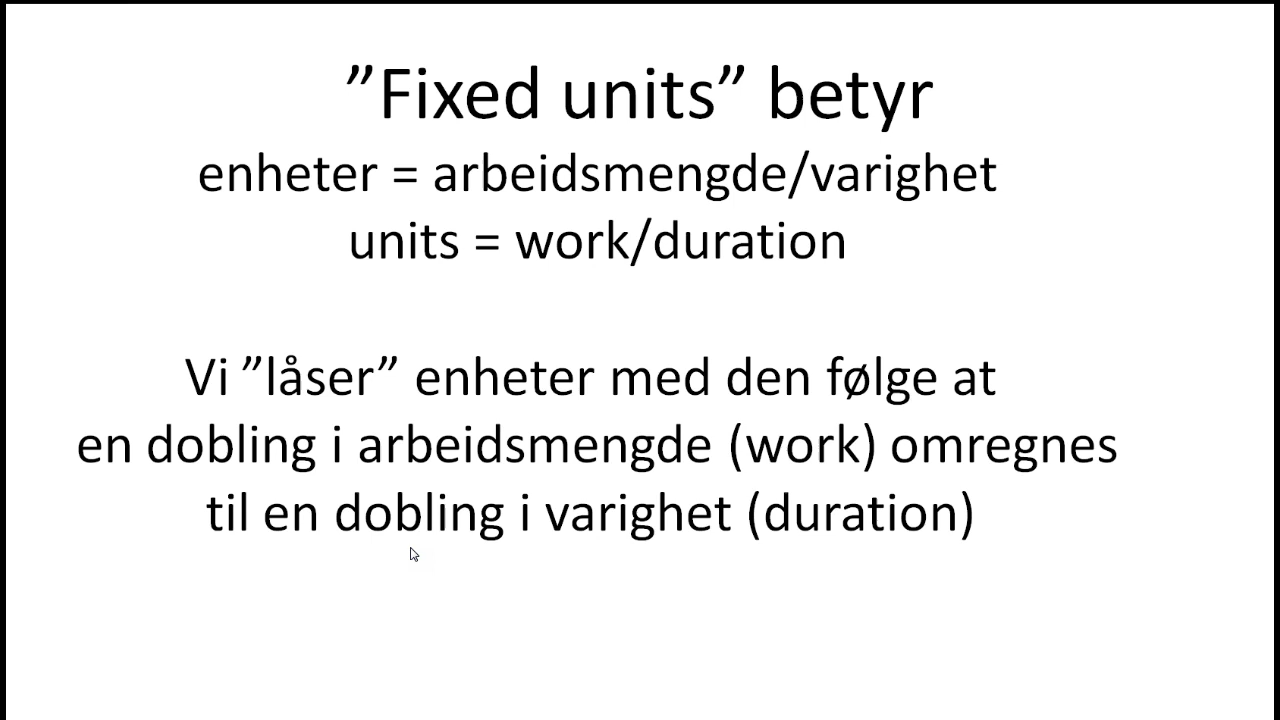 ”Fixed units” betyr
enheter = arbeidsmengde/varighet
units = work/duration
Vi ”låser” enheter med den følge at
en dobling i arbeidsmengde (work) omregnes
til en dobling i varighet (duration)